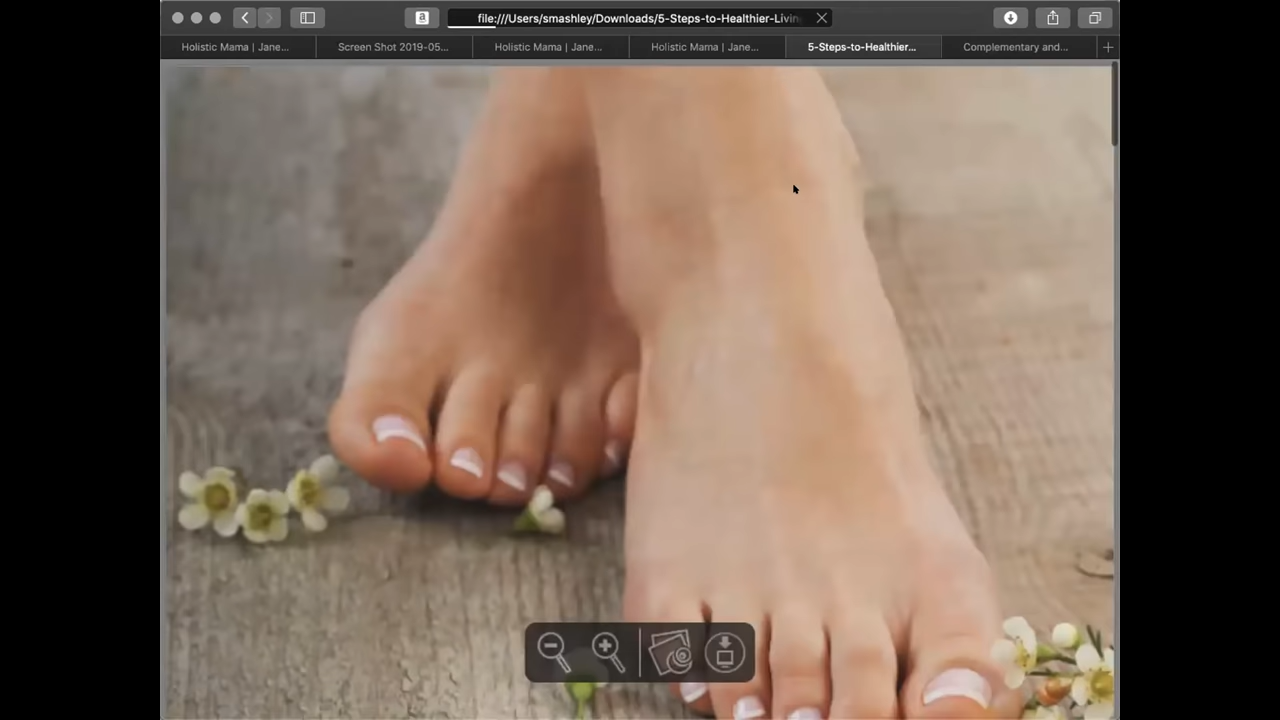 file:///Users/smashley/Downloads/5-Steps-to-Healthier-Livin
Holistic Mama | Jane...
Screen Shot 2019-05...
Holistic Mama | Jane...
Holistic Mama | Jane...
5-Steps-to-Healthier...
Complementary and...